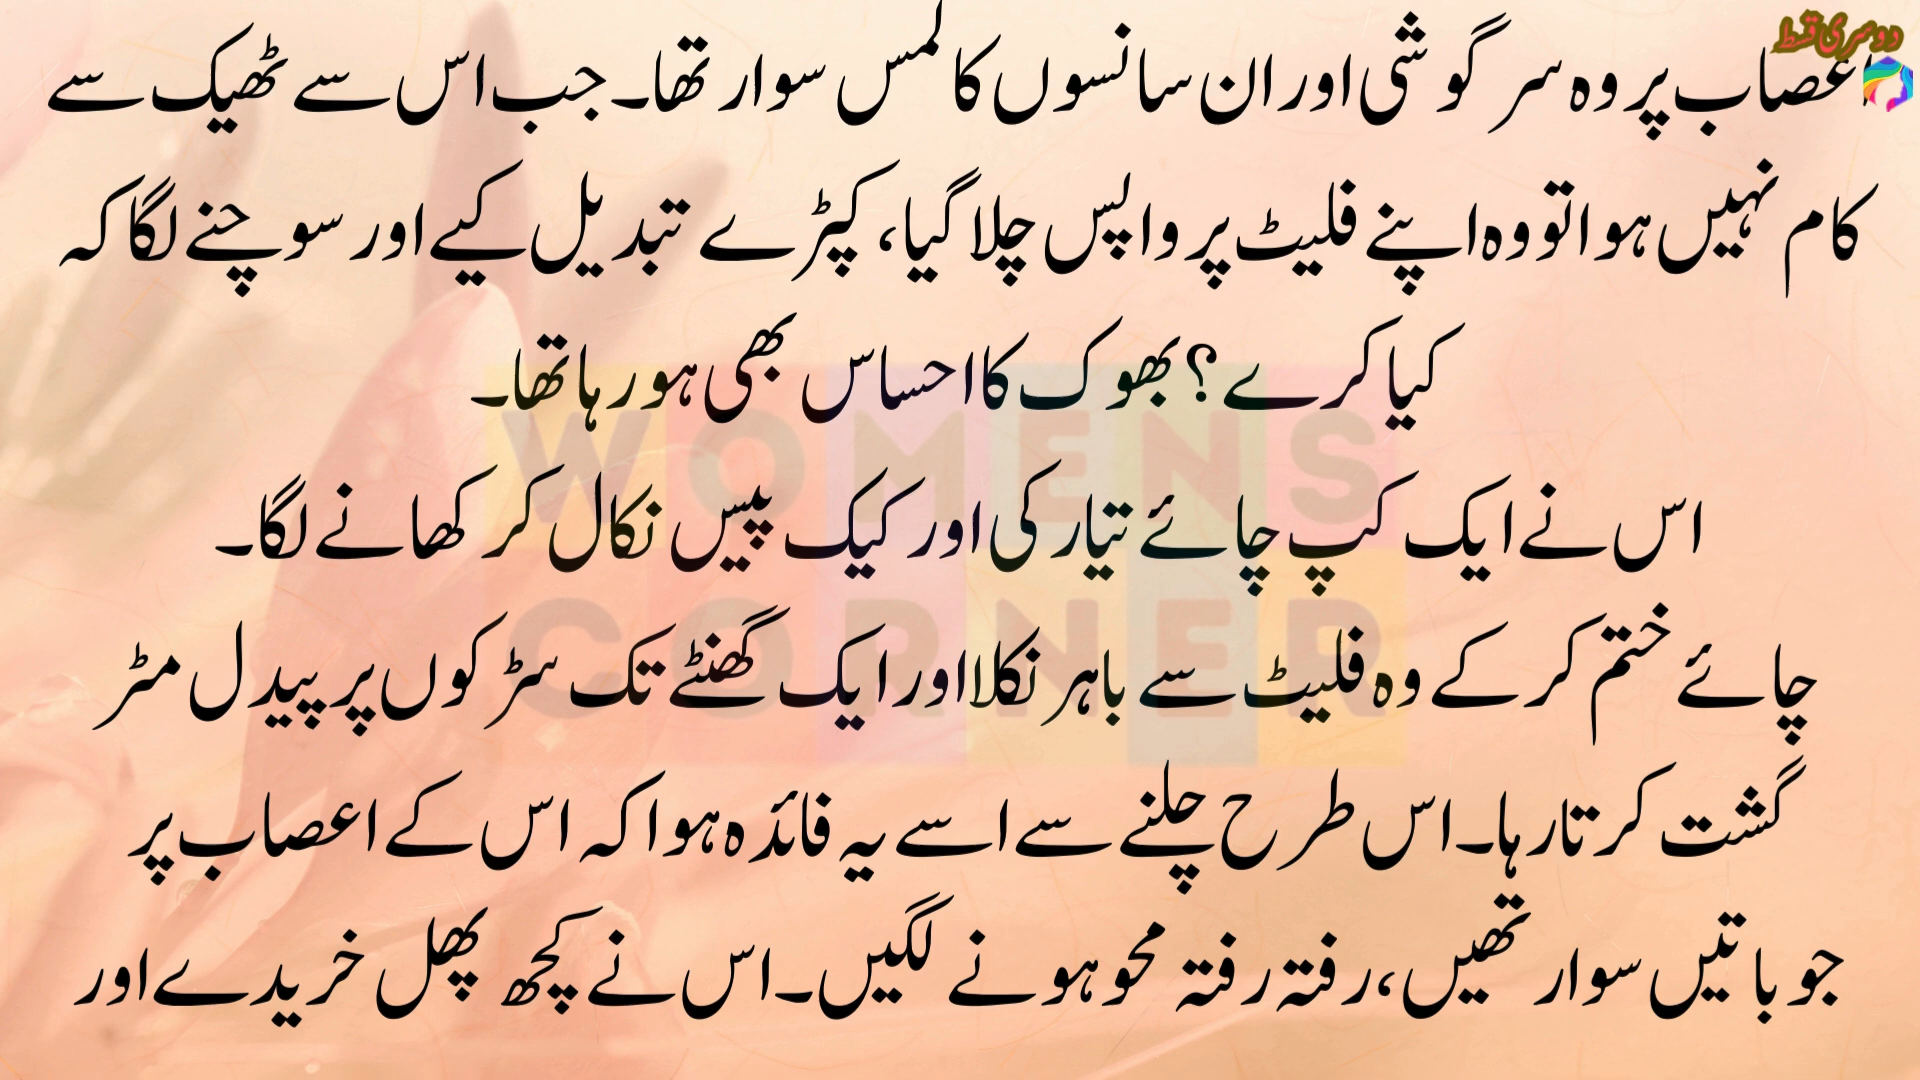 دوسری قسط
اعصاب پر وہ سرگوشی اور ان سانسوں کا لمس سوار تھا۔ جب اس سے ٹھیک سے
کام نہیں ہوا تو وہ اپنے فلیٹ پر واپس چلا گیا، کپڑے تبدیل کیے اور سوچنے لگا کہ
کیا کرے؟ بھوک کا احساس بھی ہو رہا تھا۔
اس نے ایک کپ چائے تیار کی اور کیک پیس نکال کر کھانے لگا۔
چائے ختم کر کے وہ فلیٹ سے باہر نکلا اور ایک گھنٹے تک سڑکوں پر پیدل مٹر
گشت کرتا رہا۔ اس طرح چلنے سے اسے یہ فائدہ ہوا کہ اس کے اعصاب پر
جو باتیں سوار تھیں، رفتہ رفتہ محو ہونے لگیں۔ اس نے کچھ پھل خریدے اور
WOMENS
CORNER